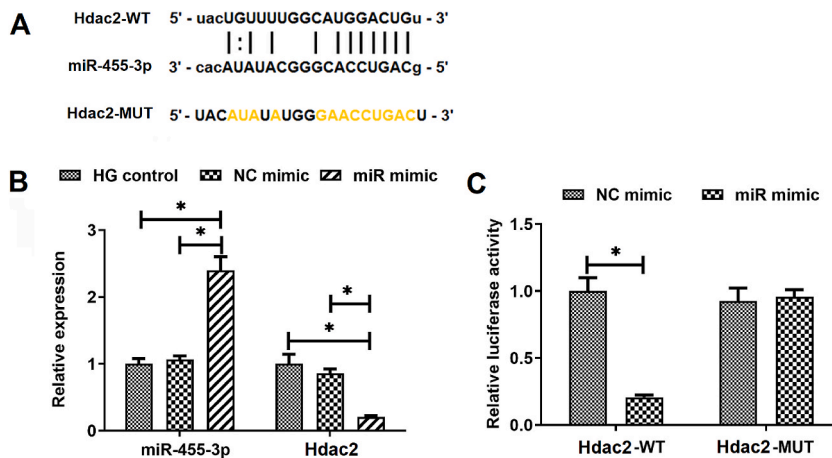 A
Hdac2-WT 5' - uacUGUUUUGGCAUGGACUGu - 3'
miR-455-3p 3' - cacAUAUACGGGCACCUGACg - 5'
Hdac2-MUT 5' - UACAUAUAUGGGAACCUGACU - 3'
B
HG control NC mimic miR mimic
Relative expression
3
2
1
0
* * * *
miR-455-3p Hdac2
C
NC mimic miR mimic
Relative luciferase activity
1.5
1.0
0.5
0.0
*
Hdac2-WT Hdac2-MUT